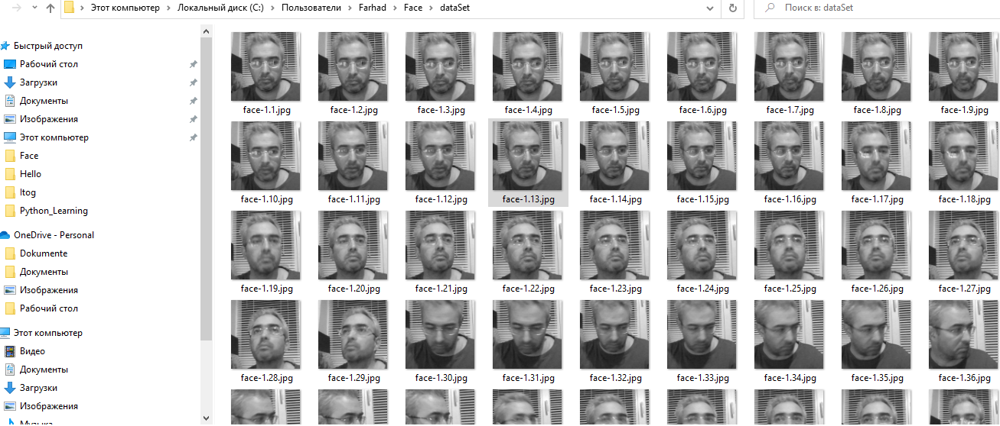 Этот компьютер > Локальный диск (C:) > Пользователи > Farhad > Face > dataSet
Поиск в: dataSet
Быстрый доступ
Рабочий стол
Загрузки
Документы
Изображения
Этот компьютер
Face
Hello
Itog
Python_Learning
OneDrive - Personal
Dokumente
Документы
Изображения
Рабочий стол
Этот компьютер
Видео
Документы
Загрузки
Изображения
Музыка
face-1.1.jpg face-1.2.jpg face-1.3.jpg face-1.4.jpg face-1.5.jpg face-1.6.jpg face-1.7.jpg face-1.8.jpg face-1.9.jpg
face-1.10.jpg face-1.11.jpg face-1.12.jpg face-1.13.jpg face-1.14.jpg face-1.15.jpg face-1.16.jpg face-1.17.jpg face-1.18.jpg
face-1.19.jpg face-1.20.jpg face-1.21.jpg face-1.22.jpg face-1.23.jpg face-1.24.jpg face-1.25.jpg face-1.26.jpg face-1.27.jpg
face-1.28.jpg face-1.29.jpg face-1.30.jpg face-1.31.jpg face-1.32.jpg face-1.33.jpg face-1.34.jpg face-1.35.jpg face-1.36.jpg